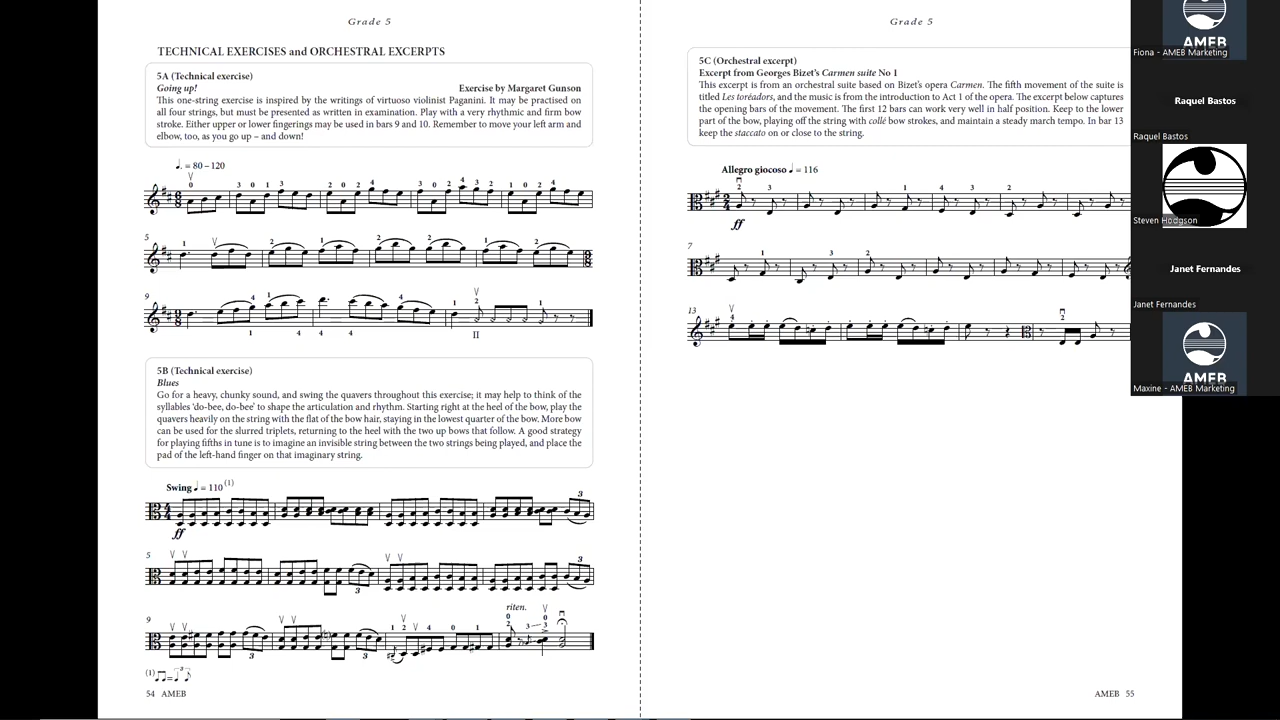 Grade 5
TECHNICAL EXERCISES and ORCHESTRAL EXCERPTS
5A (Technical exercise)
Going up!
Exercise by Margaret Gunson
This one-string exercise is inspired by the writings of virtuoso violinist Paganini. It may be practised on
all four strings, but must be presented as written in examination. Play with a very rhythmic and firm bow
stroke. Either upper or lower fingerings may be used in bars 9 and 10. Remember to move your left arm and
elbow, too, as you go up – and down!
♩. = 80 – 120
5
9
II
5B (Technical exercise)
Blues
Go for a heavy, chunky sound, and swing the quavers throughout this exercise; it may help to think of the
syllables ‘do-bee, do-bee’ to shape the articulation and rhythm. Starting right at the heel of the bow, play the
quavers heavily on the string with the flat of the bow hair, staying in the lowest quarter of the bow. More bow
can be used for the slurred triplets, returning to the heel with the two up bows that follow. A good strategy
for playing fifths in tune is to imagine an invisible string between the two strings being played, and place the
pad of the left-hand finger on that imaginary string.
Swing ♩ = 110 (1)
ff
5
9
riten.
54 AMEB
Grade 5
5C (Orchestral excerpt)
Excerpt from Georges Bizet’s Carmen suite No 1
This excerpt is from an orchestral suite based on Bizet’s opera Carmen. The fifth movement of the suite is
titled Les toréadors, and the music is from the introduction to Act 1 of the opera. The excerpt below captures
the opening bars of the movement. The first 12 bars can work very well in half position. Keep to the lower
part of the bow, playing off the string with collé bow strokes, and maintain a steady march tempo. In bar 13
keep the staccato on or close to the string.
Allegro giocoso ♩ = 116
ff
7
13
AMEB 55
AMEB
Fiona - AMEB Marketing
Raquel Bastos
Raquel Bastos
Steven Hodgson
Janet Fernandes
Janet Fernandes
AMEB
Maxine - AMEB Marketing